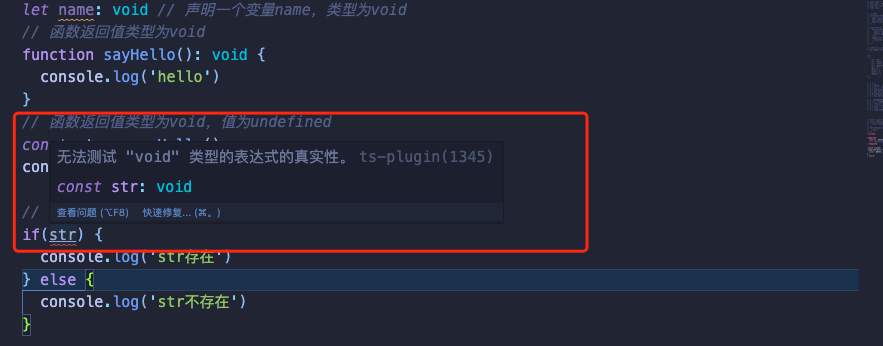 let name: void // 声明一个变量name，类型为void
// 函数返回值类型为void
function sayHello(): void {
console.log('hello')
}
// 函数返回值类型为void，值为undefined
无法测试 "void" 类型的表达式的真实性。 ts-plugin(1345)
const str: void
查看问题 (⌥F8) 快速修复... (⌘。)
//
if(str) {
console.log('str存在')
} else {
console.log('str不存在')
}